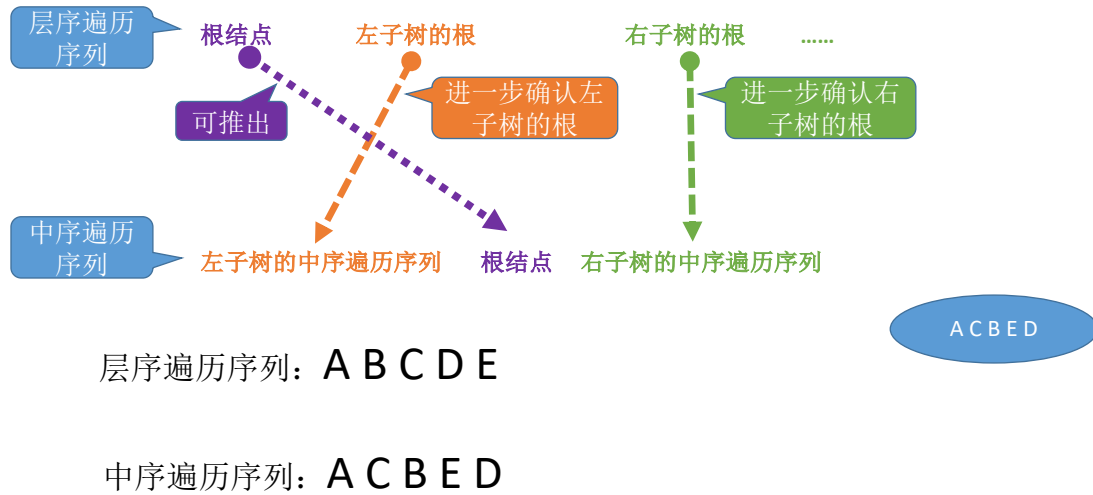 层序遍历
序列
根结点 左子树的根 右子树的根 ……
可推出
进一步确认左
子树的根
进一步确认右
子树的根
中序遍历
序列
左子树的中序遍历序列 根结点 右子树的中序遍历序列
A C B E D
层序遍历序列：A B C D E
中序遍历序列：A C B E D